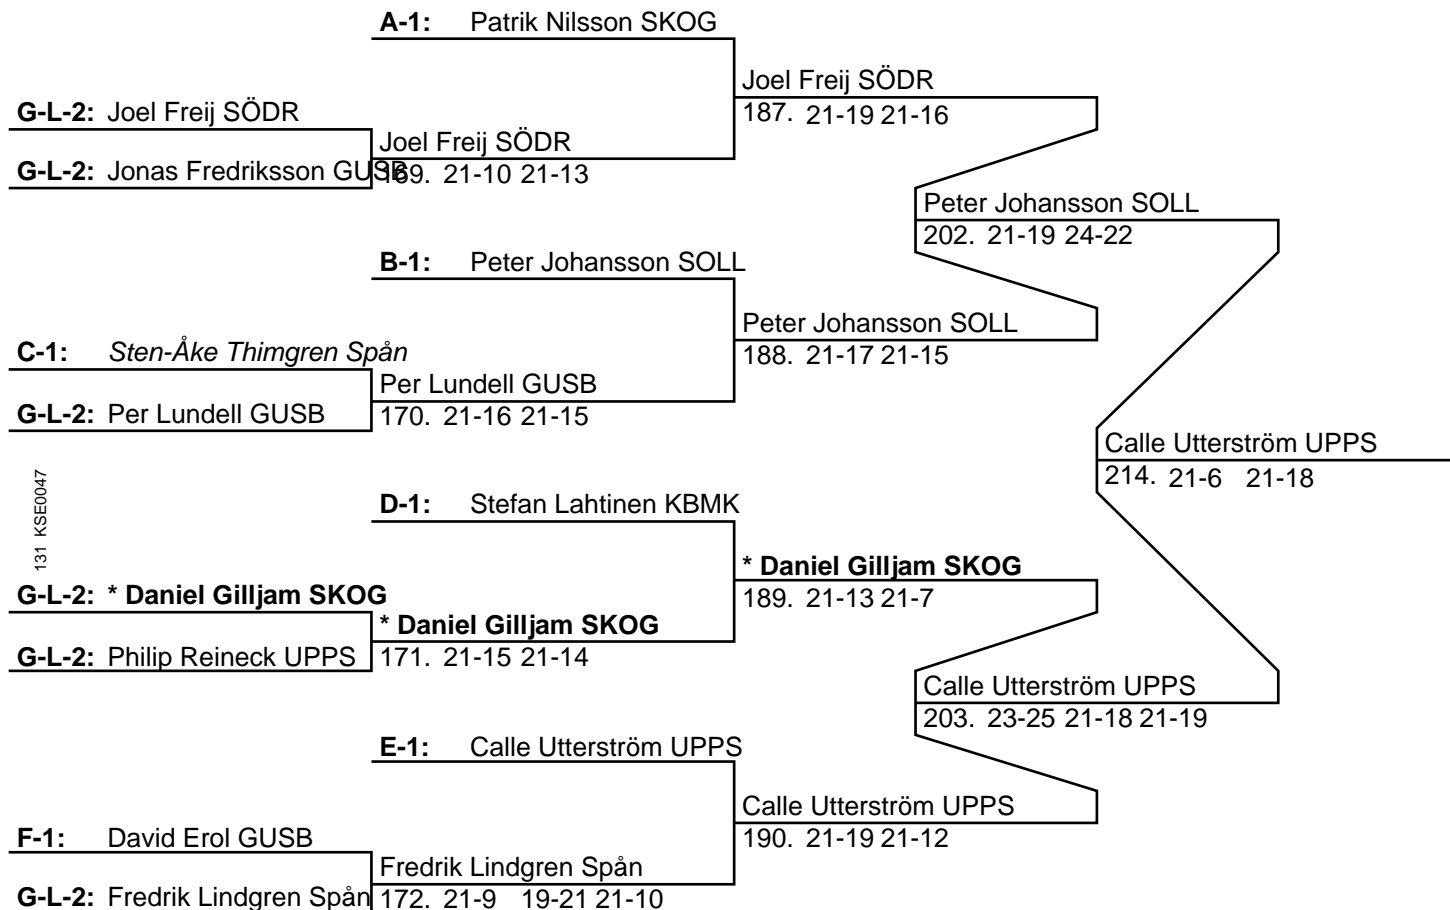 A-1: Patrik Nilsson SKOG
Joel Freij SÖDR
G-L-2: Joel Freij SÖDR
187. 21-19 21-16
Joel Freij SÖDR
G-L-2: Jonas Fredriksson GUSB
169. 21-10 21-13
Peter Johansson SOLL
202. 21-19 24-22
B-1: Peter Johansson SOLL
Peter Johansson SOLL
C-1: Sten-Åke Thimgren Spån
188. 21-17 21-15
Per Lundell GUSB
G-L-2: Per Lundell GUSB
170. 21-16 21-15
Calle Utterström UPPS
214. 21-6 21-18
131 KSE0047
D-1: Stefan Lahtinen KBMK
* Daniel Gilljam SKOG
G-L-2: * Daniel Gilljam SKOG
189. 21-13 21-7
* Daniel Gilljam SKOG
G-L-2: Philip Reineck UPPS
171. 21-15 21-14
Calle Utterström UPPS
203. 23-25 21-18 21-19
E-1: Calle Utterström UPPS
Calle Utterström UPPS
F-1: David Erol GUSB
190. 21-19 21-12
Fredrik Lindgren Spån
G-L-2: Fredrik Lindgren Spån
172. 21-9 19-21 21-10